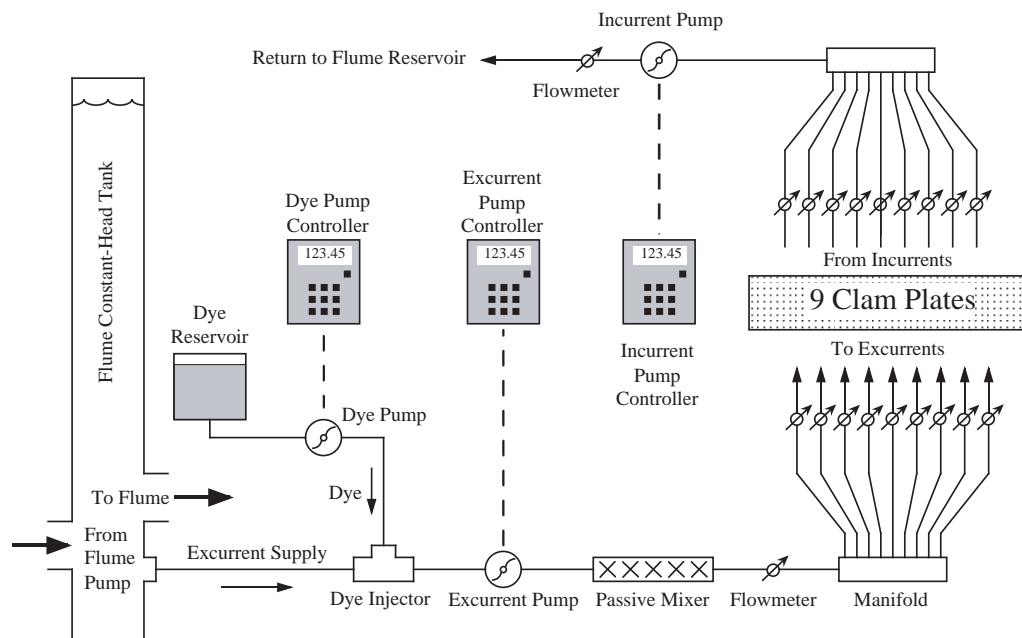 Incurrent Pump
Return to Flume Reservoir
Flowmeter
Flume Constant-Head Tank
Dye Pump
Controller
123.45
Excurrent
Pump
Controller
123.45
123.45
Incurrent
Pump
Controller
From Incurrents
9 Clam Plates
To Excurrents
Dye
Reservoir
Dye Pump
Dye
To Flume
From
Flume
Pump
Excurrent Supply
Dye Injector
Excurrent Pump
Passive Mixer
Flowmeter
Manifold